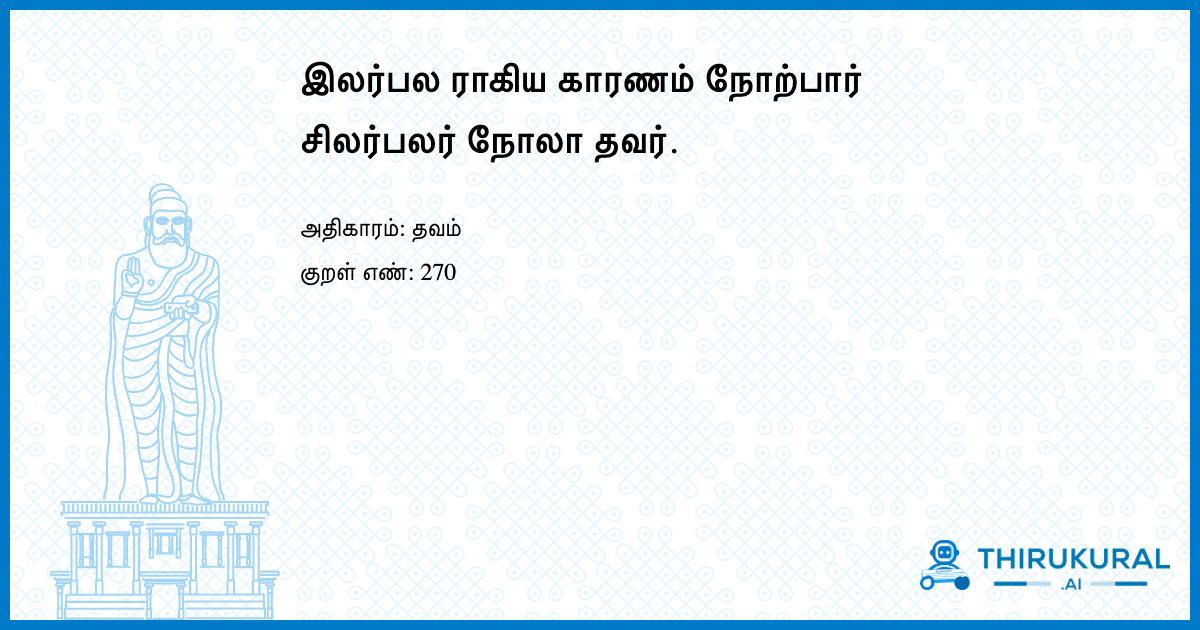 இலர்பல ராகிய காரணம் நோற்பார்
சிலர்பலர் நோலா தவர்.
அதிகாரம்: தவம்
குறள் எண்: 270
THIRUKURAL
.AI